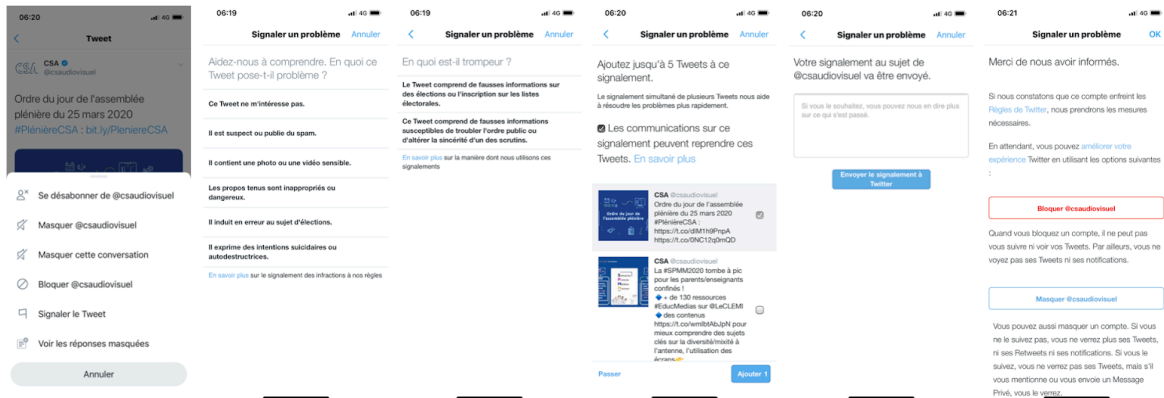 06:20
4G
Tweet
CSA
@csaudiovisuel
Ordre du jour de l'assemblée
plénière du 25 mars 2020
#PlénièreCSA : bit.ly/PleniereCSA
Se désabonner de @csaudiovisuel
Masquer @csaudiovisuel
Masquer cette conversation
Bloquer @csaudiovisuel
Signaler le Tweet
Voir les réponses masquées
Annuler
06:19
4G
Signaler un problème Annuler
Aidez-nous à comprendre. En quoi ce
Tweet pose-t-il problème ?
Ce Tweet ne m'intéresse pas.
Il est suspect ou publie du spam.
Il contient une photo ou une vidéo sensible.
Les propos tenus sont inappropriés ou
dangereux.
Il induit en erreur au sujet d'élections.
Il exprime des intentions suicidaires ou
autodestructrices.
En savoir plus sur le signalement des infractions à nos règles
06:19
4G
Signaler un problème Annuler
En quoi est-il trompeur ?
Le Tweet comprend de fausses informations sur
des élections ou l'inscription sur les listes
électorales.
Ce Tweet comprend de fausses informations
susceptibles de troubler l'ordre public ou
d'altérer la sincérité d'un des scrutins.
En savoir plus sur la manière dont nous utilisons ces
signalements
06:20
4G
Signaler un problème Annuler
Ajoutez jusqu'à 5 Tweets à ce
signalement.
Le signalement simultané de plusieurs Tweets nous aide
à résoudre les problèmes plus rapidement.
Les communications sur ce
signalement peuvent reprendre ces
Tweets. En savoir plus
Ordre du jour de
l'assemblée plénière
CSA @csaudiovisuel
Ordre du jour de l'assemblée
plénière du 25 mars 2020
#PlénièreCSA :
https://t.co/dIM1h9PnpA
https://t.co/0NC12q0mQD
CSA @csaudiovisuel
La #SPMM2020 tombe à pic
pour les parents/enseignants
confinés !
+ de 130 ressources
#EducMedias sur @LeCLEMI
des contenus
https://t.co/wmlbtAbJpN pour
mieux comprendre des sujets
clés sur la diversité/mixité à
l'antenne, l'utilisation des
écrans
Passer
Ajouter 1
06:20
4G
Signaler un problème Annuler
Votre signalement au sujet de
@csaudiovisuel va être envoyé.
Si vous le souhaitez, vous pouvez nous en dire plus
sur ce qui s'est passé.
Envoyer le signalement à
Twitter
06:21
4G
Signaler un problème OK
Merci de nous avoir informés.
Si nous constatons que ce compte enfreint les
Règles de Twitter, nous prendrons les mesures
nécessaires.
En attendant, vous pouvez améliorer votre
expérience Twitter en utilisant les options suivantes
:
Bloquer @csaudiovisuel
Quand vous bloquez un compte, il ne peut pas
vous suivre ni voir vos Tweets. Par ailleurs, vous ne
voyez pas ses Tweets ni ses notifications.
Masquer @csaudiovisuel
Vous pouvez aussi masquer un compte. Si vous
ne le suivez pas, vous ne verrez plus ses Tweets,
ni ses Retweets ni ses notifications. Si vous le
suivez, vous ne verrez pas ses Tweets, mais s'il
vous mentionne ou vous envoie un Message
Privé, vous le verrez.